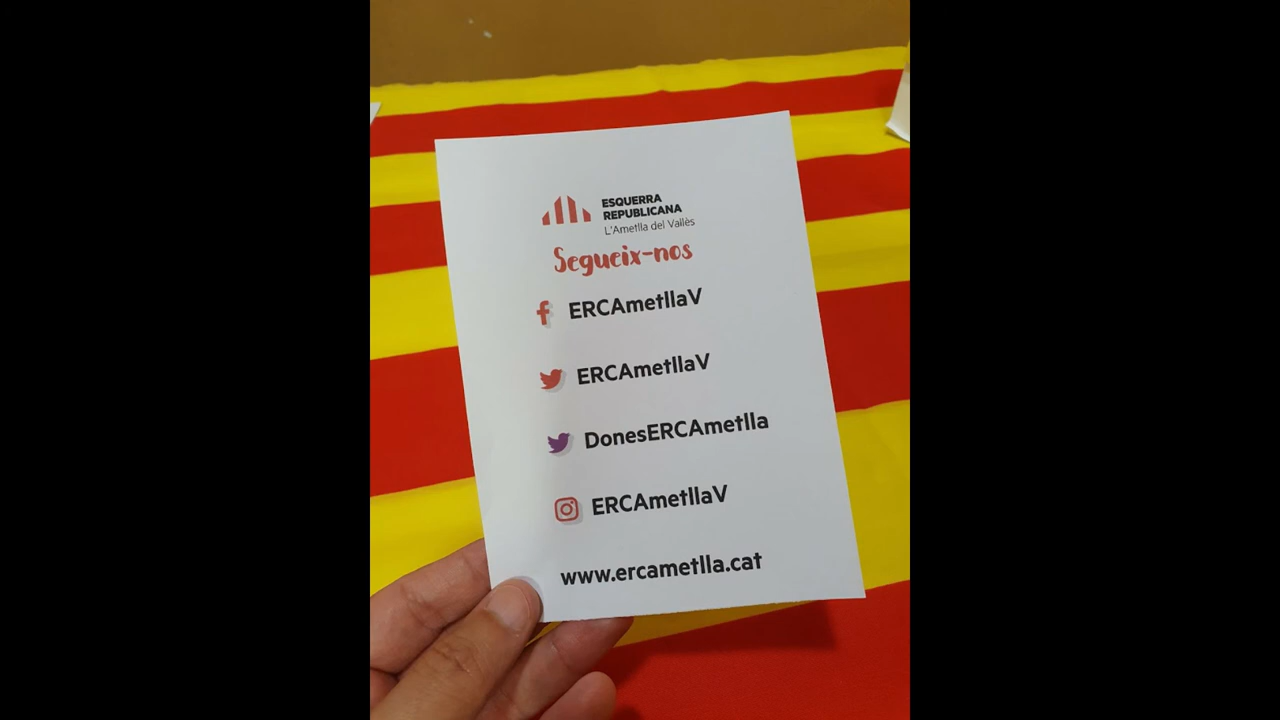 ESQUERRA
REPUBLICANA
L'Ametlla del Vallès
Segueix-nos
ERCAmetllaV
ERCAmetllaV
DonesERCAmetlla
ERCAmetllaV
www.ercametlla.cat